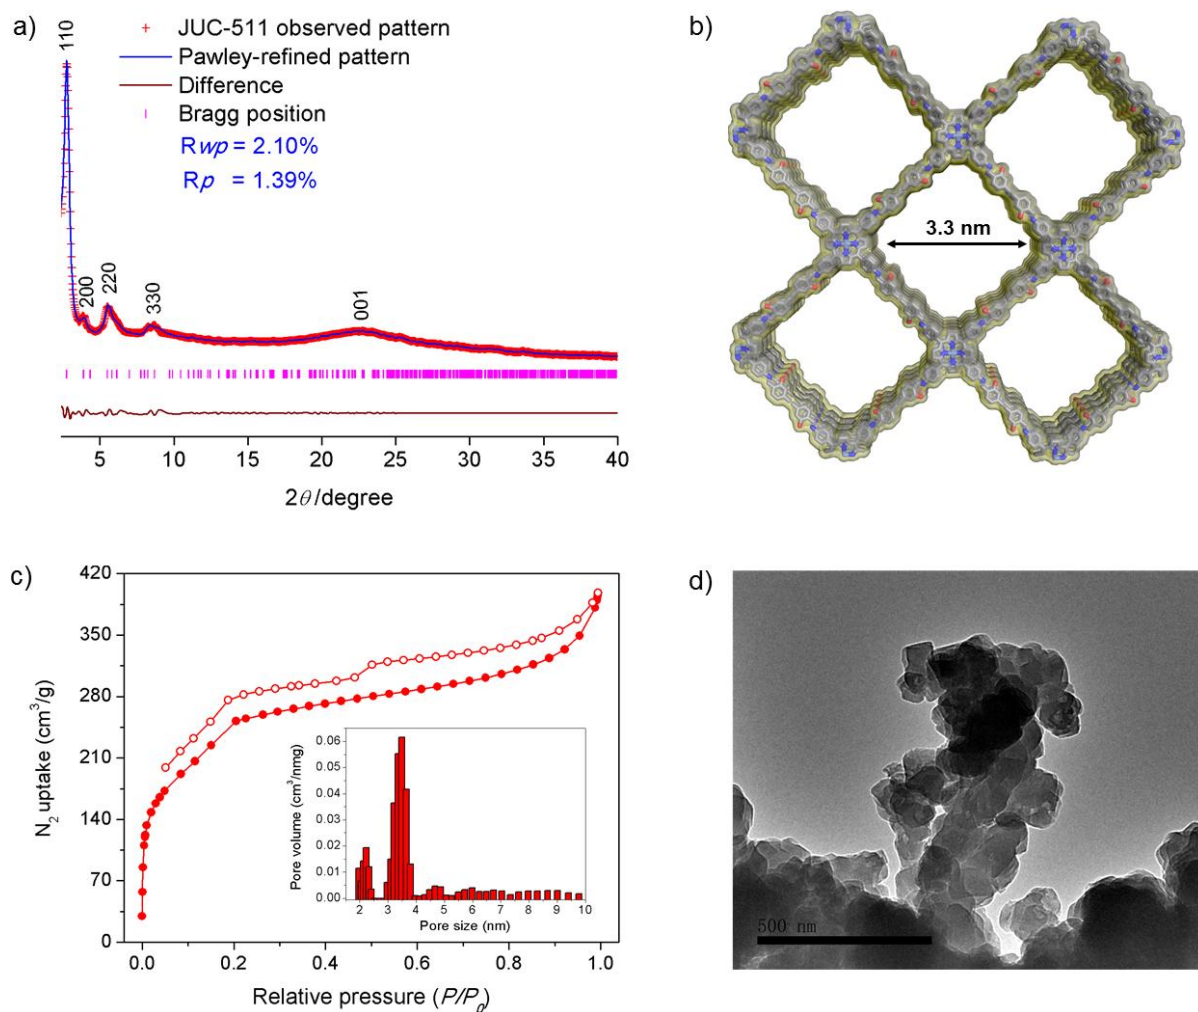 a)
110
JUC-511 observed pattern
Pawley-refined pattern
Difference
Bragg position
Rwp = 2.10%
Rp = 1.39%
200
220
330
001
5 10 15 20 25 30 35 40
2θ/degree
b)
3.3 nm
c)
420
350
280
210
140
70
0
N₂ uptake (cm³/g)
0.0 0.2 0.4 0.6 0.8 1.0
Relative pressure (P/P₀)
0.06
0.05
0.04
0.03
0.02
0.01
0.00
Pore volume (cm³/nmg)
2 3 4 5 6 7 8 9 10
Pore size (nm)
d)
500 nm